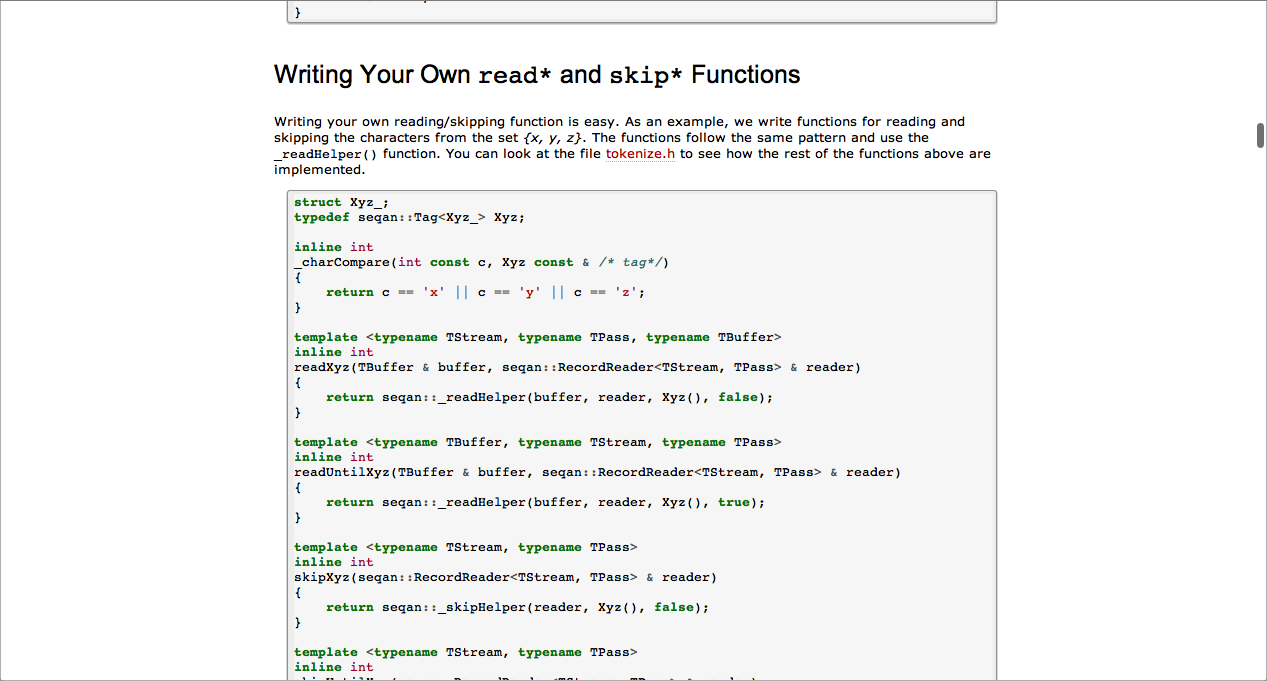 }
Writing Your Own read* and skip* Functions
Writing your own reading/skipping function is easy. As an example, we write functions for reading and
skipping the characters from the set {x, y, z}. The functions follow the same pattern and use the
_readHelper() function. You can look at the file tokenize.h to see how the rest of the functions above are
implemented.
struct Xyz_;
typedef seqan::Tag<Xyz_> Xyz;
inline int
_charCompare(int const c, Xyz const & /* tag*/)
{
    return c == 'x' || c == 'y' || c == 'z';
}
template <typename TStream, typename TPass, typename TBuffer>
inline int
readXyz(TBuffer & buffer, seqan::RecordReader<TStream, TPass> & reader)
{
    return seqan::_readHelper(buffer, reader, Xyz(), false);
}
template <typename TBuffer, typename TStream, typename TPass>
inline int
readUntilXyz(TBuffer & buffer, seqan::RecordReader<TStream, TPass> & reader)
{
    return seqan::_readHelper(buffer, reader, Xyz(), true);
}
template <typename TStream, typename TPass>
inline int
skipXyz(seqan::RecordReader<TStream, TPass> & reader)
{
    return seqan::_skipHelper(reader, Xyz(), false);
}
template <typename TStream, typename TPass>
inline int